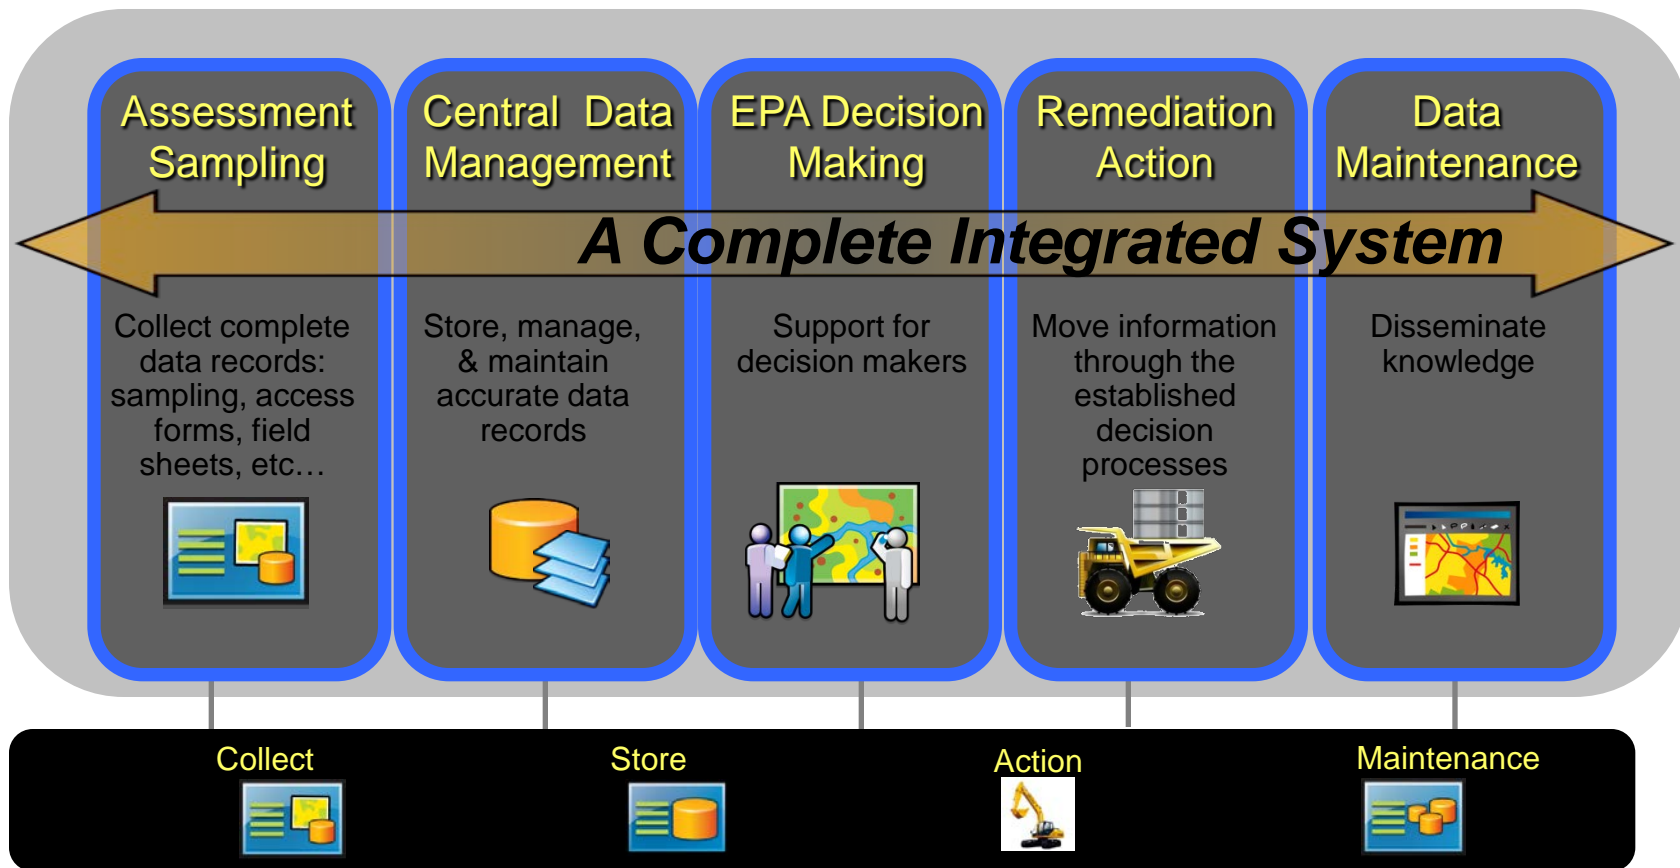 Assessment
Sampling
Central Data
Management
EPA Decision
Making
Remediation
Action
Data
Maintenance
A Complete Integrated System
Collect complete
data records:
sampling, access
forms, field
sheets, etc…
Store, manage,
& maintain
accurate data
records
Support for
decision makers
Move information
through the
established
decision
processes
Disseminate
knowledge
Collect
Store
Action
Maintenance